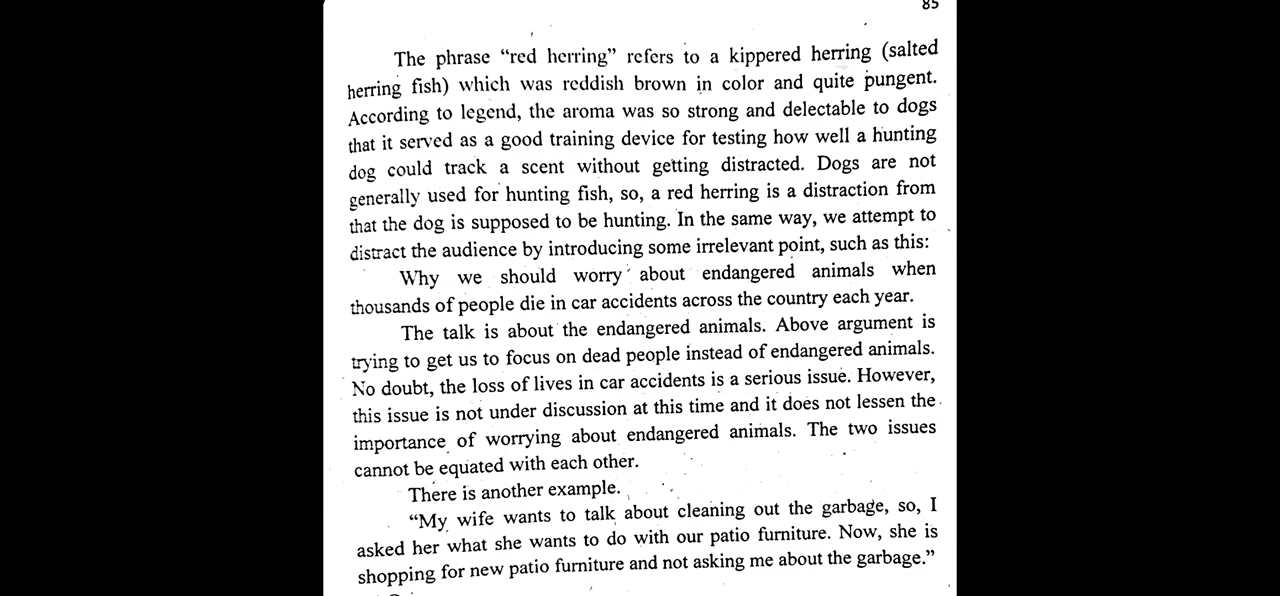 85
The phrase “red herring” refers to a kippered herring (salted
herring fish) which was reddish brown in color and quite pungent.
According to legend, the aroma was so strong and delectable to dogs
that it served as a good training device for testing how well a hunting
dog could track a scent without getting distracted. Dogs are not
generally used for hunting fish, so, a red herring is a distraction from
that the dog is supposed to be hunting. In the same way, we attempt to
distract the audience by introducing some irrelevant point, such as this:
Why we should worry about endangered animals when
thousands of people die in car accidents across the country each year.
The talk is about the endangered animals. Above argument is
trying to get us to focus on dead people instead of endangered animals.
No doubt, the loss of lives in car accidents is a serious issue. However,
this issue is not under discussion at this time and it does not lessen the
importance of worrying about endangered animals. The two issues
cannot be equated with each other.
There is another example.
“My wife wants to talk about cleaning out the garbage, so, I
asked her what she wants to do with our patio furniture. Now, she is
shopping for new patio furniture and not asking me about the garbage.”